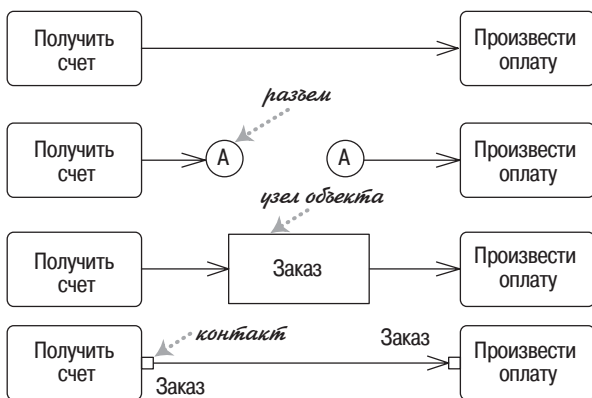 Получить
счет
Произвести
оплату
разъем
Получить
счет
А
А
Произвести
оплату
узел объекта
Получить
счет
Заказ
Произвести
оплату
контакт
Получить
счет
Заказ
Заказ
Произвести
оплату